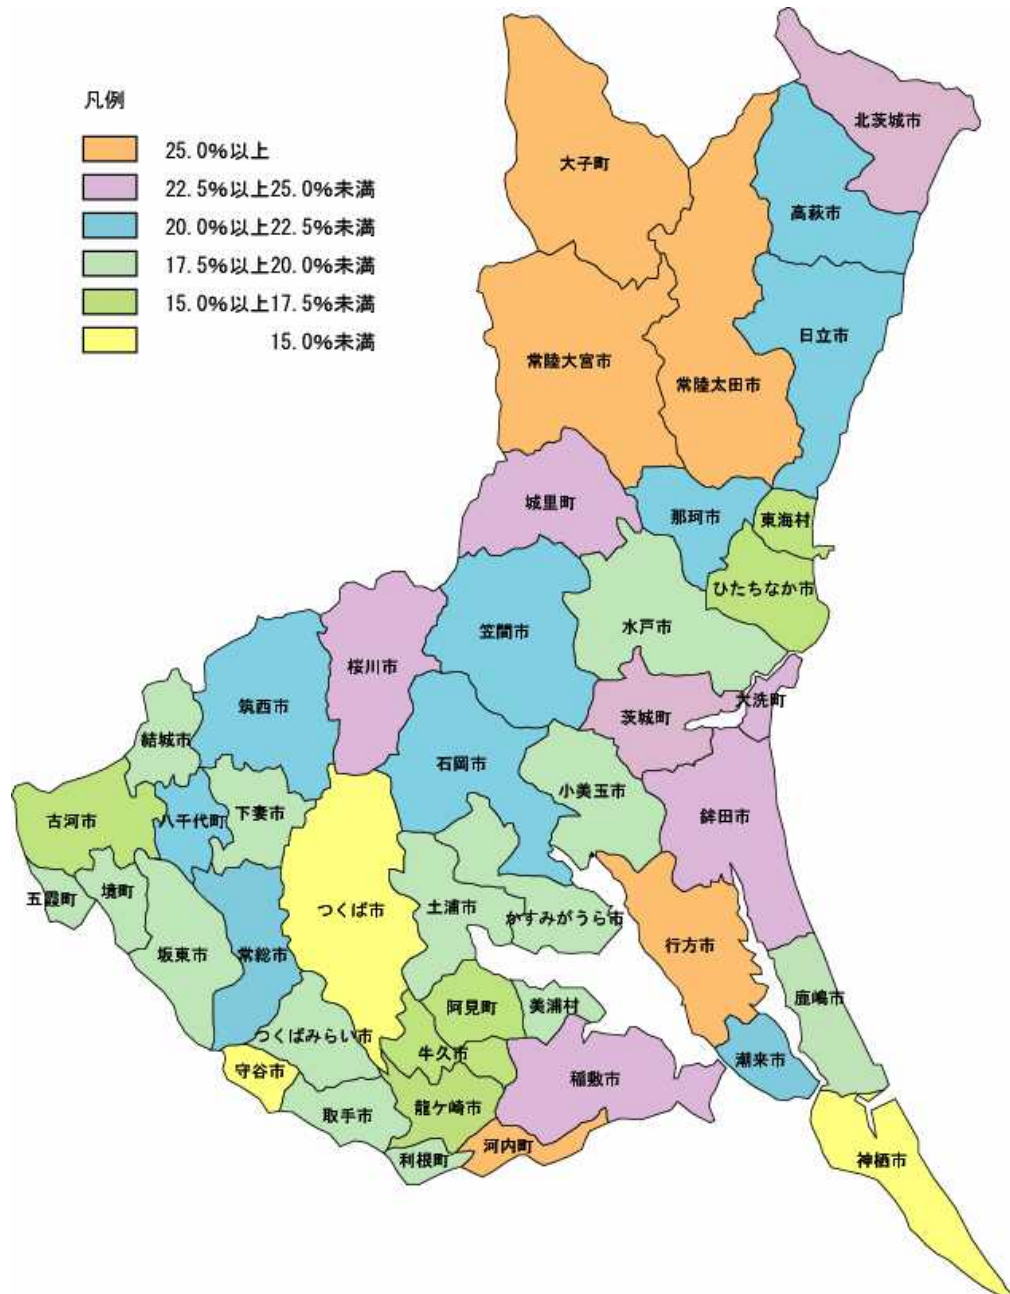 凡例
25.0%以上
22.5%以上25.0%未満
20.0%以上22.5%未満
17.5%以上20.0%未満
15.0%以上17.5%未満
15.0%未満
北茨城市
大子町
高萩市
日立市
常陸大宮市
常陸太田市
城里町
那珂市
東海村
ひたちなか市
笠間市
水戸市
桜川市
筑西市
大洗町
茨城町
結城市
石岡市
小美玉市
鉾田市
古河市
八千代町
下妻市
五霞町
境町
つくば市
土浦市
かすみがうら市
坂東市
常総市
行方市
鹿嶋市
阿見町
美浦村
つくばみらい市
牛久市
守谷市
稲敷市
潮来市
取手市
龍ケ崎市
河内町
利根町
神栖市